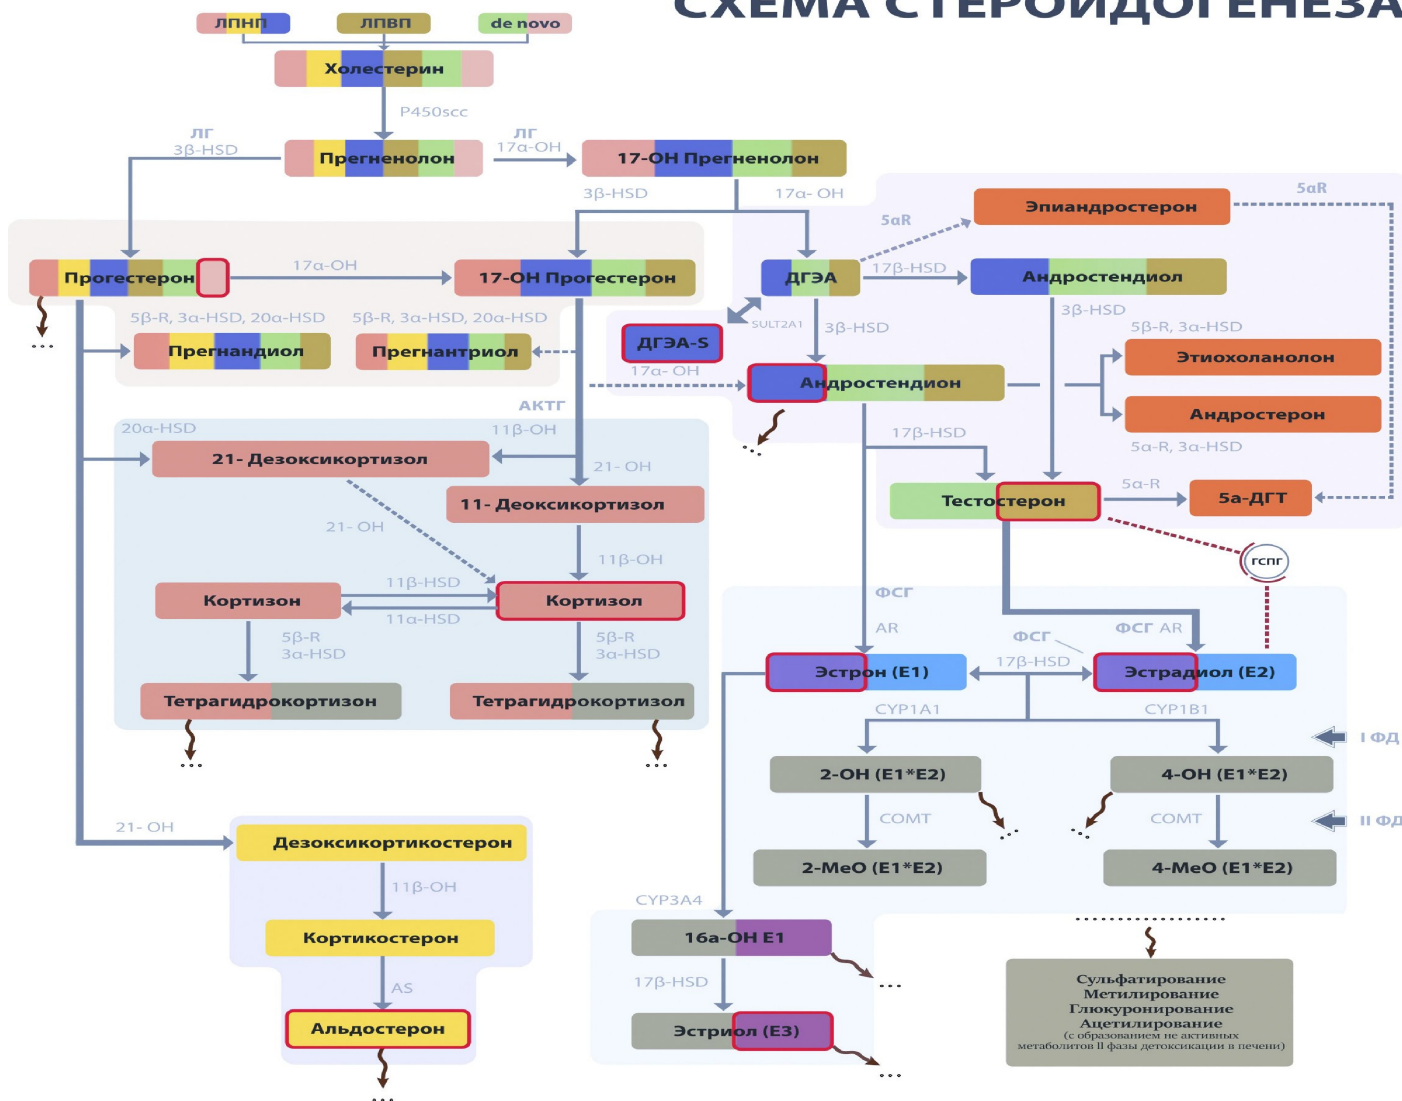 СХЕМА СТЕРОИДОГЕНЕЗА
ЛПНП
ЛПВП
de novo
Холестерин
P450scc
ЛГ
3β-HSD
Прегненолон
ЛГ
17α-OH
17-ОН Прегненолон
3β-HSD
17α- OH
Эпиандростерон
5αR
5αR
Прогестерон
17α-OH
17-ОН Прогестерон
ДГЭА
17β-HSD
Андростендиол
5β-R, 3α-HSD, 20α-HSD
5β-R, 3α-HSD, 20α-HSD
SULT2A1
3β-HSD
3β-HSD
5β-R, 3α-HSD
Прегнандиол
Прегнантриол
ДГЭА-S
Этиохоланолон
17α- OH
Андростендион
АКТГ
Андростерон
20α-HSD
11β-OH
17β-HSD
5α-R, 3α-HSD
21- Дезоксикортизол
21- OH
11- Деоксикортизол
Тестостерон
5α-R
5а-ДГТ
21- OH
11β-OH
ГСПГ
11β-HSD
Кортизон
Кортизол
11α-HSD
ФСГ
AR
5β-R
3α-HSD
5β-R
3α-HSD
ФСГ
ФСГ AR
17β-HSD
Эстрон (E1)
Эстрадиол (E2)
Тетрагидрокортизон
Тетрагидрокортизол
CYP1A1
CYP1B1
I ФД
2-OH (E1*E2)
4-OH (E1*E2)
COMT
COMT
II ФД
21- OH
Дезоксикортикостерон
2-MeO (E1*E2)
4-MeO (E1*E2)
11β-OH
CYP3A4
Кортикостерон
16a-OH E1
AS
17β-HSD
Альдостерон
Эстриол (E3)
Сульфатирование
Метилирование
Глюкуронирование
Ацетилирование
(с образованием не активных
метаболитов II фазы детоксикации в печени)